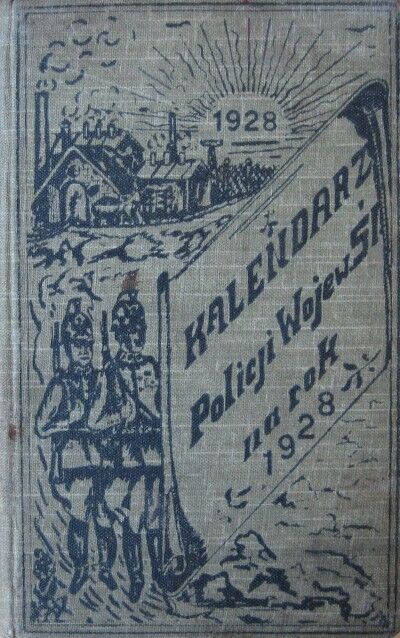 1928
KALENDARZ
Policji Wojew Śl
na rok
1928